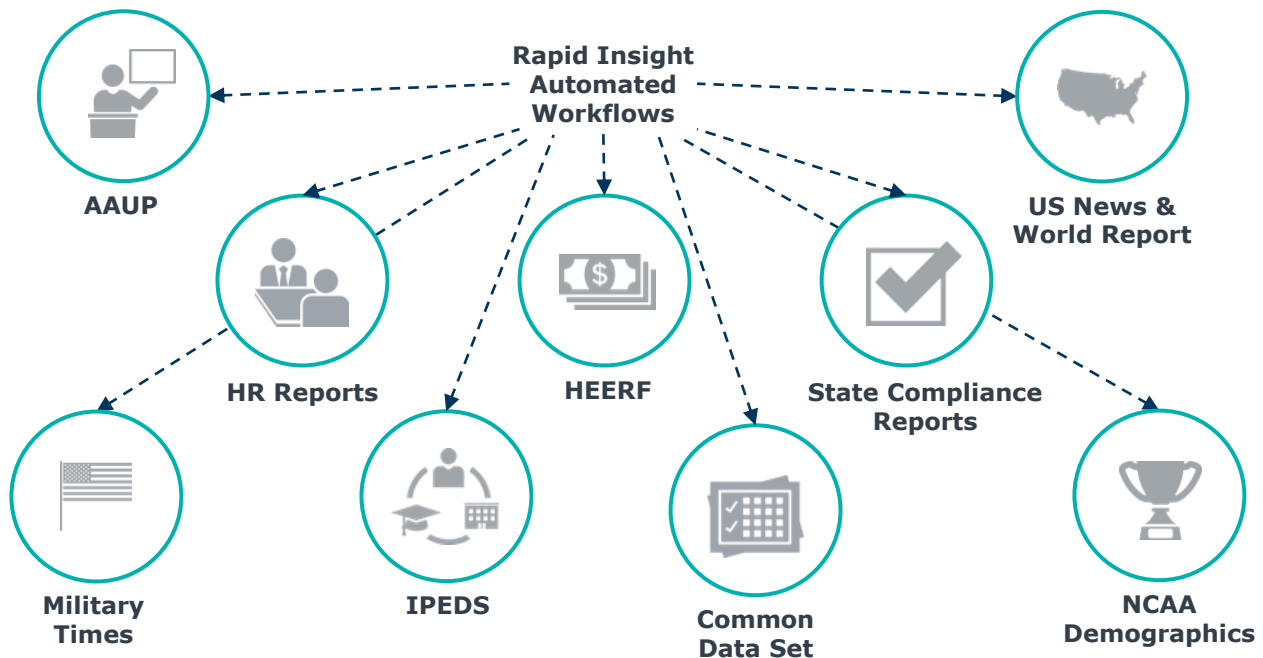 Rapid Insight
Automated
Workflows
AAUP
US News &
World Report
HR Reports
HEERF
$
State Compliance
Reports
Military
Times
IPEDS
Common
Data Set
NCAA
Demographics